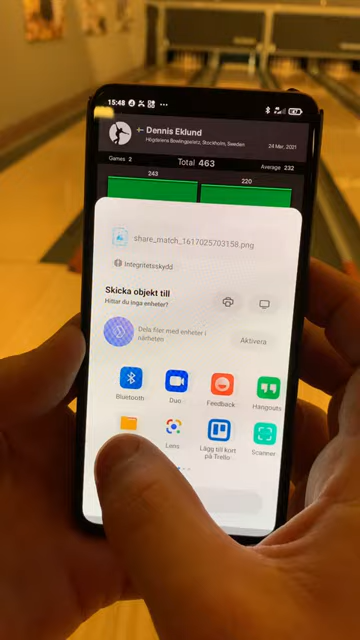 15:48
← Dennis Eklund
Högdalens Bowlingpalats, Stockholm, Sweden
24 Mar, 2021
Games 2 Total 463 Average 232
243 220
share_match_1617025703158.png
Integritetsskydd
Skicka objekt till
Hittar du inga enheter?
Dela filer med enheter i
närheten
Aktivera
Bluetooth Duo Feedback Hangouts
Lens Lägg till kort
på Trello Scanner